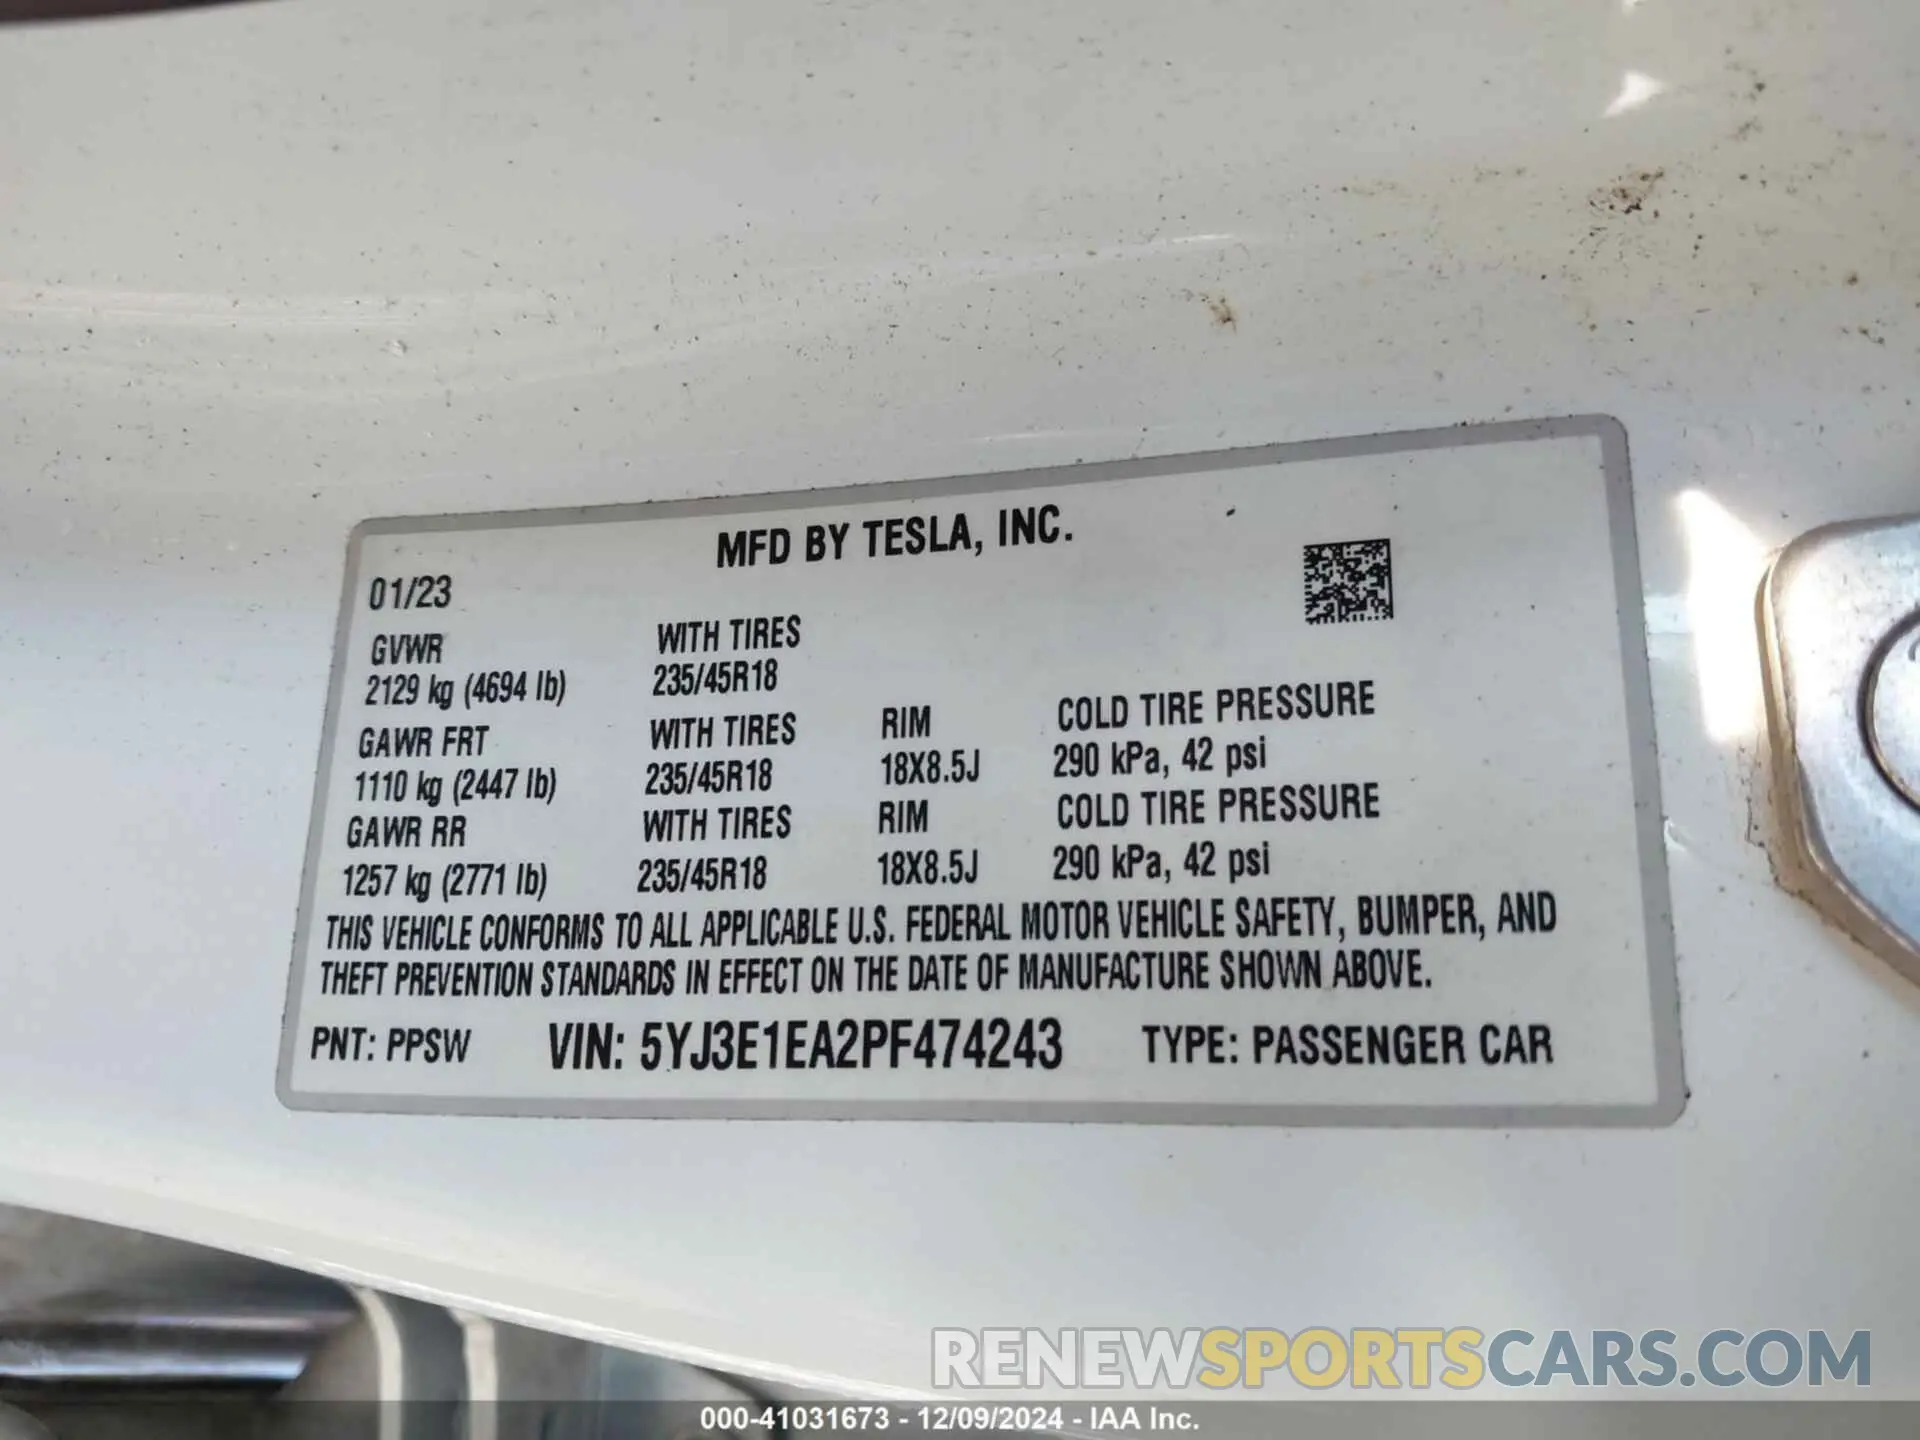 MFD BY TESLA, INC.
01/23
GVWR WITH TIRES
2129 kg (4694 lb) 235/45R18
GAWR FRT WITH TIRES RIM COLD TIRE PRESSURE
1110 kg (2447 lb) 235/45R18 18X8.5J 290 kPa, 42 psi
GAWR RR WITH TIRES RIM COLD TIRE PRESSURE
1257 kg (2771 lb) 235/45R18 18X8.5J 290 kPa, 42 psi
THIS VEHICLE CONFORMS TO ALL APPLICABLE U.S. FEDERAL MOTOR VEHICLE SAFETY, BUMPER, AND
THEFT PREVENTION STANDARDS IN EFFECT ON THE DATE OF MANUFACTURE SHOWN ABOVE.
PNT: PPSW VIN: 5YJ3E1EA2PF474243 TYPE: PASSENGER CAR
RENEWSPORTSCARS.COM
000-41031673 - 12/09/2024 - IAA Inc.